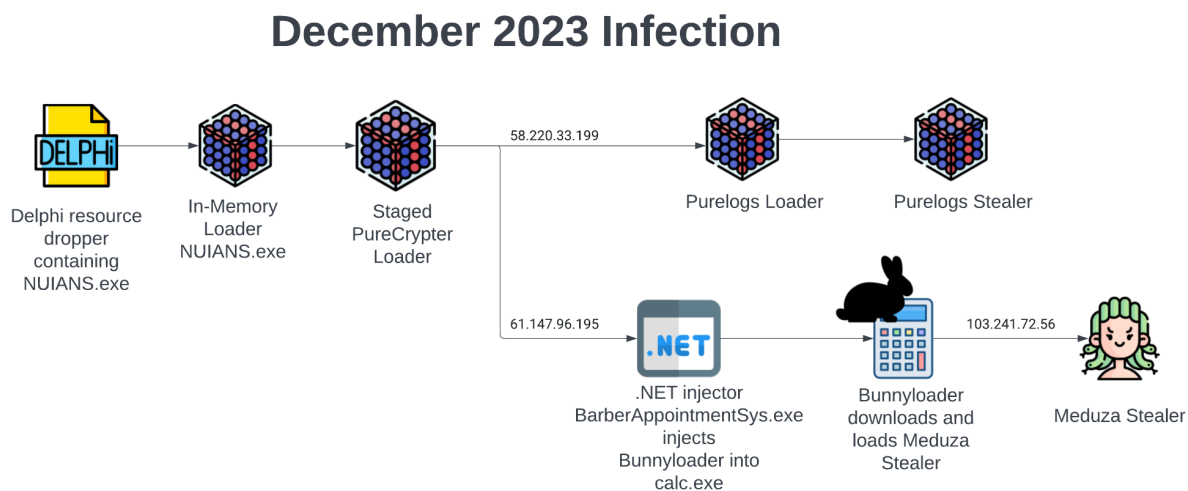 December 2023 Infection
DELPHi
Delphi resource
dropper
containing
NUIANS.exe
In-Memory
Loader
NUIANS.exe
Staged
PureCrypter
Loader
58.220.33.199
Purelogs Loader
Purelogs Stealer
61.147.96.195
.NET
.NET injector
BarberAppointmentSys.exe
injects
Bunnyloader into
calc.exe
Bunnyloader
downloads and
loads Meduza
Stealer
103.241.72.56
Meduza Stealer